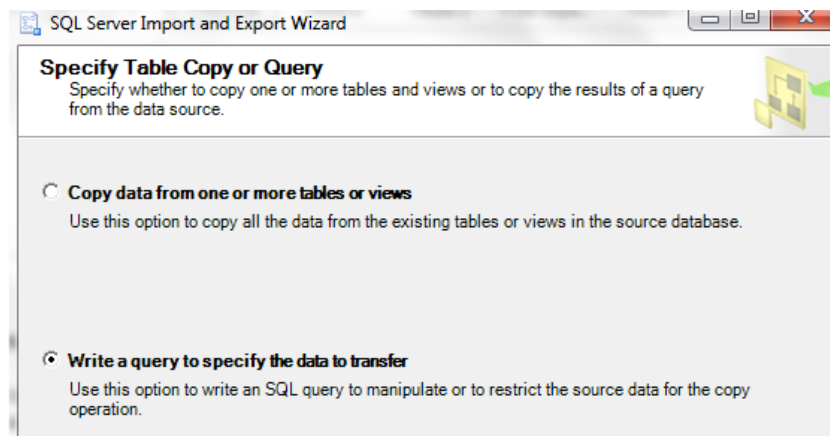 SQL Server Import and Export Wizard
Specify Table Copy or Query
Specify whether to copy one or more tables and views or to copy the results of a query
from the data source.
Copy data from one or more tables or views
Use this option to copy all the data from the existing tables or views in the source database.
Write a query to specify the data to transfer
Use this option to write an SQL query to manipulate or to restrict the source data for the copy
operation.